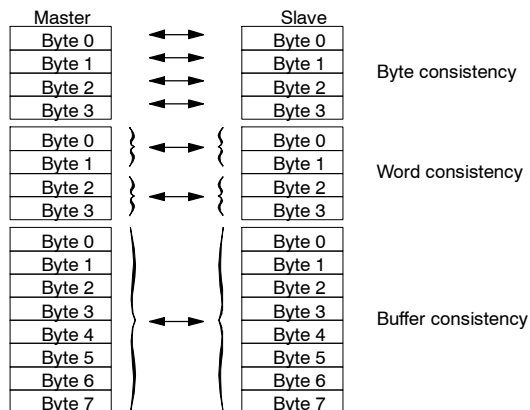 Master Slave
Byte 0 Byte 0
Byte 1 Byte 1
Byte 2 Byte 2
Byte 3 Byte 3
Byte consistency
Byte 0 Byte 0
Byte 1 Byte 1
Byte 2 Byte 2
Byte 3 Byte 3
Word consistency
Byte 0 Byte 0
Byte 1 Byte 1
Byte 2 Byte 2
Byte 3 Byte 3
Byte 4 Byte 4
Byte 5 Byte 5
Byte 6 Byte 6
Byte 7 Byte 7
Buffer consistency